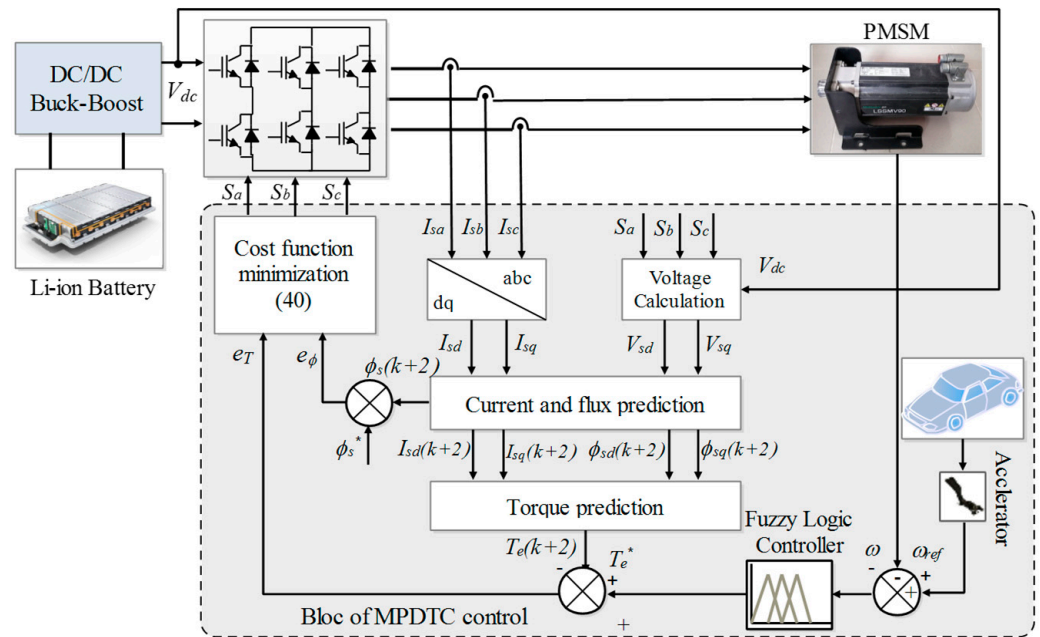 PMSM
DC/DC
Buck-Boost
V_dc
LSSMV90
Li-ion Battery
S_a S_b S_c
Cost function
minimization
(40)
I_sa I_sb I_sc
abc
dq
S_a S_b S_c
Voltage
Calculation
V_dc
I_sd I_sq
V_sd V_sq
e_T e_ϕ
ϕ_s(k+2)
Current and flux prediction
ϕ_s*
I_sd(k+2) I_sq(k+2) ϕ_sd(k+2) ϕ_sq(k+2)
Torque prediction
Acclerator
T_e(k+2)
T_e*
Fuzzy Logic
Controller
ω ω_ref
- +
- +
- +
+
Bloc of MPDTC control